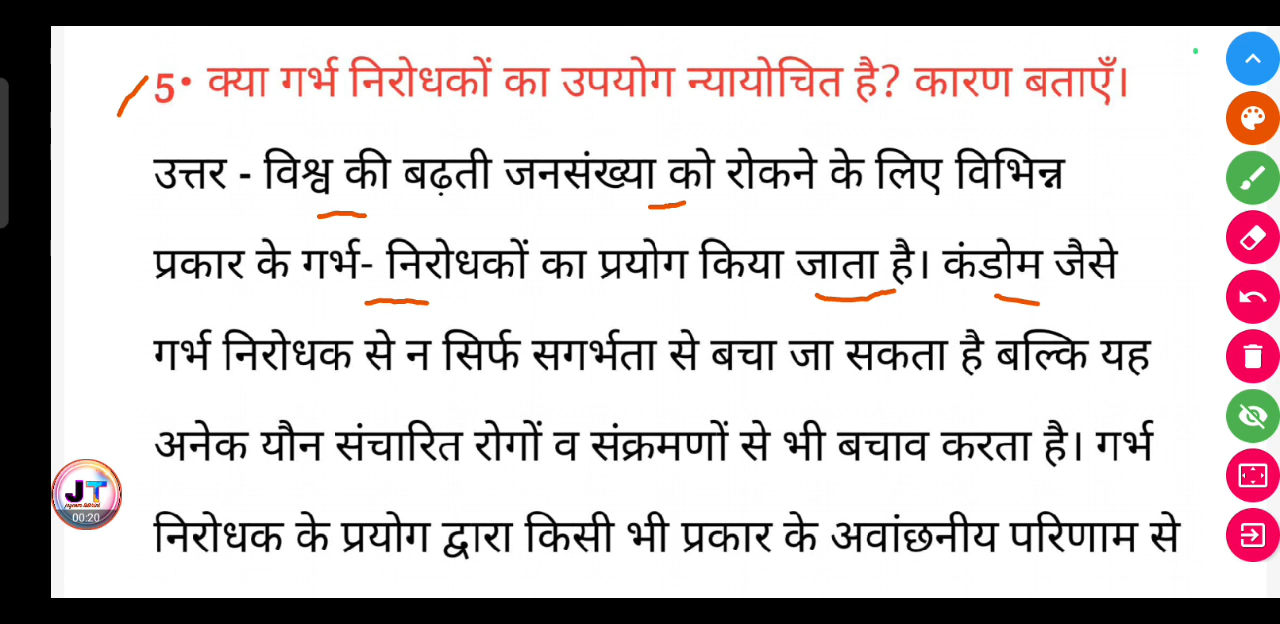 5• क्या गर्भ निरोधकों का उपयोग न्यायोचित है? कारण बताएँ।
उत्तर - विश्व की बढ़ती जनसंख्या को रोकने के लिए विभिन्न
प्रकार के गर्भ- निरोधकों का प्रयोग किया जाता है। कंडोम जैसे
गर्भ निरोधक से न सिर्फ सगर्भता से बचा जा सकता है बल्कि यह
अनेक यौन संचारित रोगों व संक्रमणों से भी बचाव करता है। गर्भ
JT
00:20
निरोधक के प्रयोग द्वारा किसी भी प्रकार के अवांछनीय परिणाम से